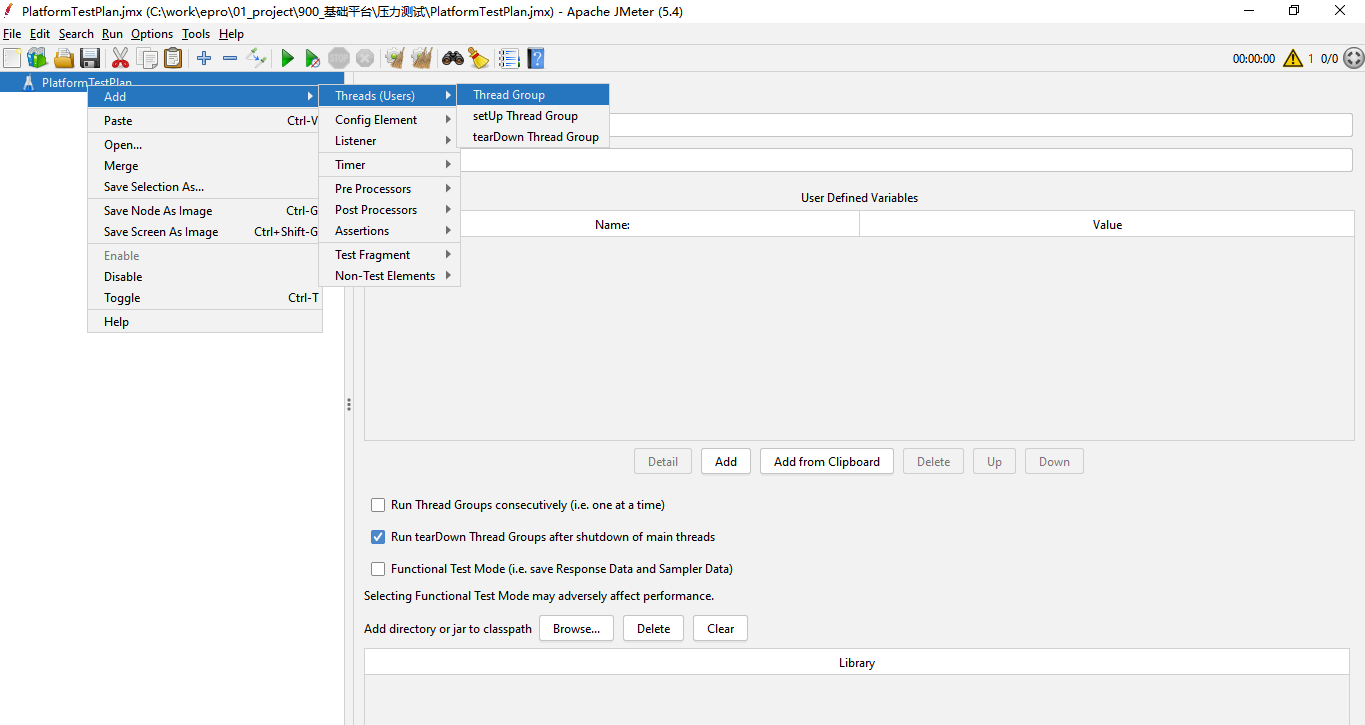 PlatformTestPlan.jmx (C:\work\epro\01_project\900_基础平台\压力测试\PlatformTestPlan.jmx) - Apache JMeter (5.4)
File Edit Search Run Options Tools Help
STOP
00:00:00 1 0/0
PlatformTestPlan
Add
Paste Ctrl-V
Open...
Merge
Save Selection As...
Save Node As Image Ctrl-G
Save Screen As Image Ctrl+Shift-G
Enable
Disable
Toggle Ctrl-T
Help
Threads (Users)
Config Element
Listener
Timer
Pre Processors
Post Processors
Assertions
Test Fragment
Non-Test Elements
Thread Group
setUp Thread Group
tearDown Thread Group
User Defined Variables
Name: Value
Detail Add Add from Clipboard Delete Up Down
Run Thread Groups consecutively (i.e. one at a time)
Run tearDown Thread Groups after shutdown of main threads
Functional Test Mode (i.e. save Response Data and Sampler Data)
Selecting Functional Test Mode may adversely affect performance.
Add directory or jar to classpath Browse... Delete Clear
Library